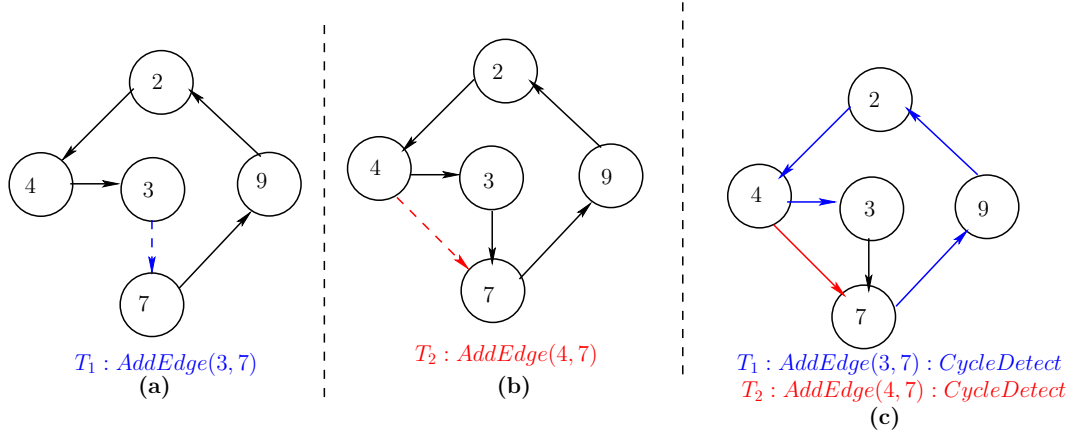 2
4
3
9
7
T₁ : AddEdge(3, 7)
(a)
2
4
3
9
7
T₂ : AddEdge(4, 7)
(b)
2
4
3
9
7
T₁ : AddEdge(3, 7) : CycleDetect
T₂ : AddEdge(4, 7) : CycleDetect
(c)